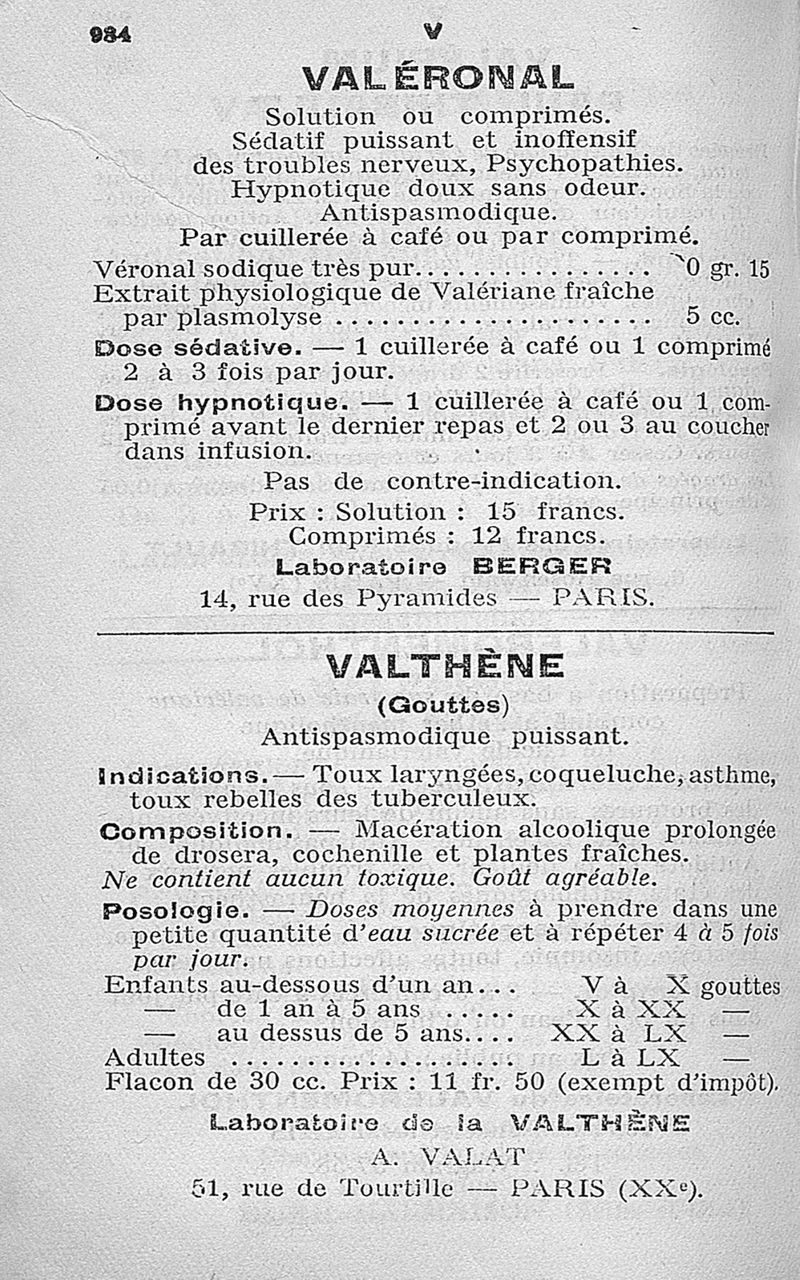 984
V
VALÉRONAL
Solution ou comprimés.
Sédatif puissant et inoffensif
des troubles nerveux, Psychopathies.
Hypnotique doux sans odeur.
Antispasmodique.
Par cuillerée à café ou par comprimé.
Véronal sodique très pur................ 0 gr. 15
Extrait physiologique de Valériane fraîche
par plasmolyse ..................... 5 cc.
Dose sédative. — 1 cuillerée à café ou 1 comprimé
2 à 3 fois par jour.
Dose hypnotique. — 1 cuillerée à café ou 1 com-
primé avant le dernier repas et 2 ou 3 au coucher
dans infusion.
Pas de contre-indication.
Prix : Solution : 15 francs.
Comprimés : 12 francs.
Laboratoire BERGER
14, rue des Pyramides — PARIS.
VALTHÈNE
(Gouttes)
Antispasmodique puissant.
Indications. — Toux laryngées, coqueluche, asthme,
toux rebelles des tuberculeux.
Composition. — Macération alcoolique prolongée
de drosera, cochenille et plantes fraîches.
Ne contient aucun toxique. Goût agréable.
Posologie. — Doses moyennes à prendre dans une
petite quantité d'eau sucrée et à répéter 4 à 5 fois
par jour.
Enfants au-dessous d'un an... V à X gouttes
— de 1 an à 5 ans ...... X à XX —
— au dessus de 5 ans.... XX à LX —
Adultes .................... L à LX —
Flacon de 30 cc. Prix : 11 fr. 50 (exempt d'impôt).
Laboratoire de la VALTHÈNE
A. VALAT
51, rue de Tourtille — PARIS (XXe).